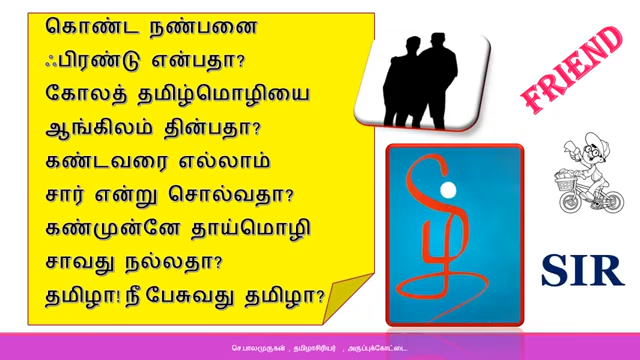 கொண்ட நண்பனை
ஃபிரண்டு என்பதா?
கோலத் தமிழ்மொழியை
ஆங்கிலம் தின்பதா?
கண்டவரை எல்லாம்
சார் என்று சொல்வதா?
கண்முன்னே தாய்மொழி
சாவது நல்லதா?
தமிழா! நீ பேசுவது தமிழா?
FRIEND
SIR
செ.பாலமுருகன் , தமிழாசிரியர் , அருப்புக்கோட்டை.